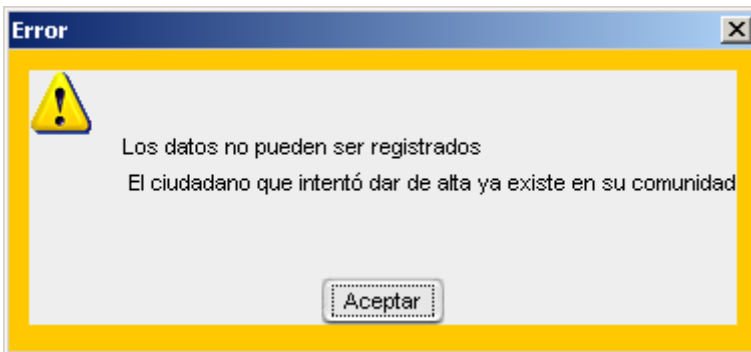 Error
Los datos no pueden ser registrados
El ciudadano que intentó dar de alta ya existe en su comunidad
Aceptar